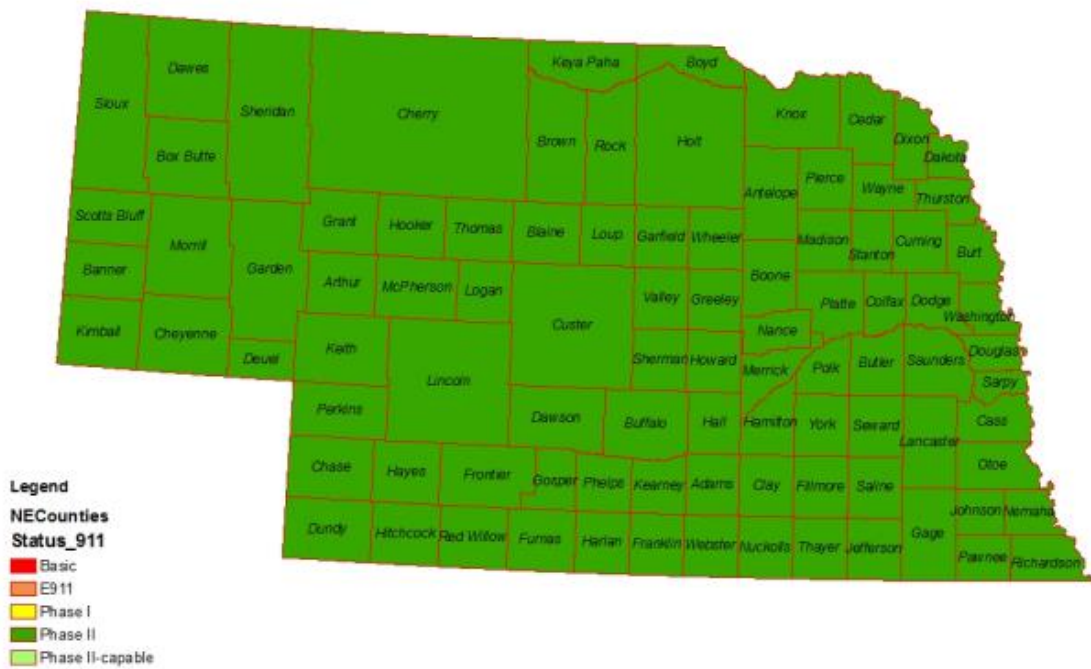 Keya Paha
Boyd
Dawes
Sioux
Sheridan
Cherry
Knox
Cedar
Dixon
Brown
Rock
Holt
Dakota
Box Butte
Pierce
Wayne
Antelope
Thurston
Scotts Bluff
Grant
Hooker
Thomas
Blaine
Loup
Garfield
Wheeler
Madison
Stanton
Cuming
Burt
Morrill
Banner
Garden
Boone
Arthur
McPherson
Logan
Valley
Greeley
Platte
Colfax
Dodge
Washington
Kimball
Cheyenne
Custer
Nance
Deuel
Keith
Sherman
Howard
Merrick
Polk
Butler
Saunders
Douglas
Sarpy
Lincoln
Perkins
Dawson
Buffalo
Hall
Hamilton
York
Seward
Lancaster
Cass
Otoe
Chase
Hayes
Frontier
Gosper
Phelps
Kearney
Adams
Clay
Fillmore
Saline
Johnson
Nemaha
Gage
Dundy
Hitchcock
Red Willow
Furnas
Harlan
Franklin
Webster
Nuckolls
Thayer
Jefferson
Pawnee
Richardson
Legend
NECounties
Status_911
Basic
E911
Phase I
Phase II
Phase II-capable